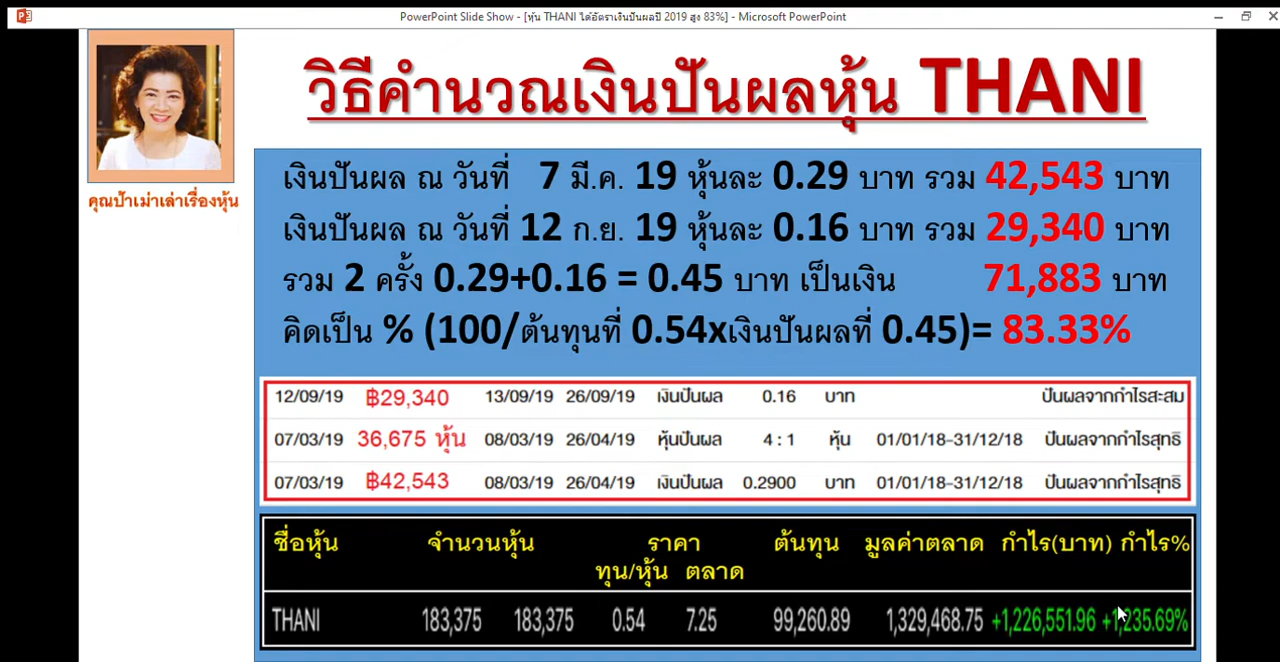 PowerPoint Slide Show - [หุ้น THANI ได้อัตราเงินปันผลปี 2019 สูง 83%] - Microsoft PowerPoint
วิธีคำนวณเงินปันผลหุ้น THANI
คุณป้าเม่าเล่าเรื่องหุ้น
เงินปันผล ณ วันที่ 7 มี.ค. 19 หุ้นละ 0.29 บาท รวม 42,543 บาท
เงินปันผล ณ วันที่ 12 ก.ย. 19 หุ้นละ 0.16 บาท รวม 29,340 บาท
รวม 2 ครั้ง 0.29+0.16 = 0.45 บาท เป็นเงิน 71,883 บาท
คิดเป็น % (100/ต้นทุนที่ 0.54xเงินปันผลที่ 0.45)= 83.33%
12/09/19 ฿29,340 13/09/19 26/09/19 เงินปันผล 0.16 บาท ปันผลจากกำไรสะสม
07/03/19 36,675 หุ้น 08/03/19 26/04/19 หุ้นปันผล 4 : 1 หุ้น 01/01/18-31/12/18 ปันผลจากกำไรสุทธิ
07/03/19 ฿42,543 08/03/19 26/04/19 เงินปันผล 0.2900 บาท 01/01/18-31/12/18 ปันผลจากกำไรสุทธิ
ชื่อหุ้น จำนวนหุ้น ราคา ต้นทุน มูลค่าตลาด กำไร(บาท) กำไร%
ทุน/หุ้น ตลาด
THANI 183,375 183,375 0.54 7.25 99,260.89 1,329,468.75 +1,226,551.96 +1,235.69%